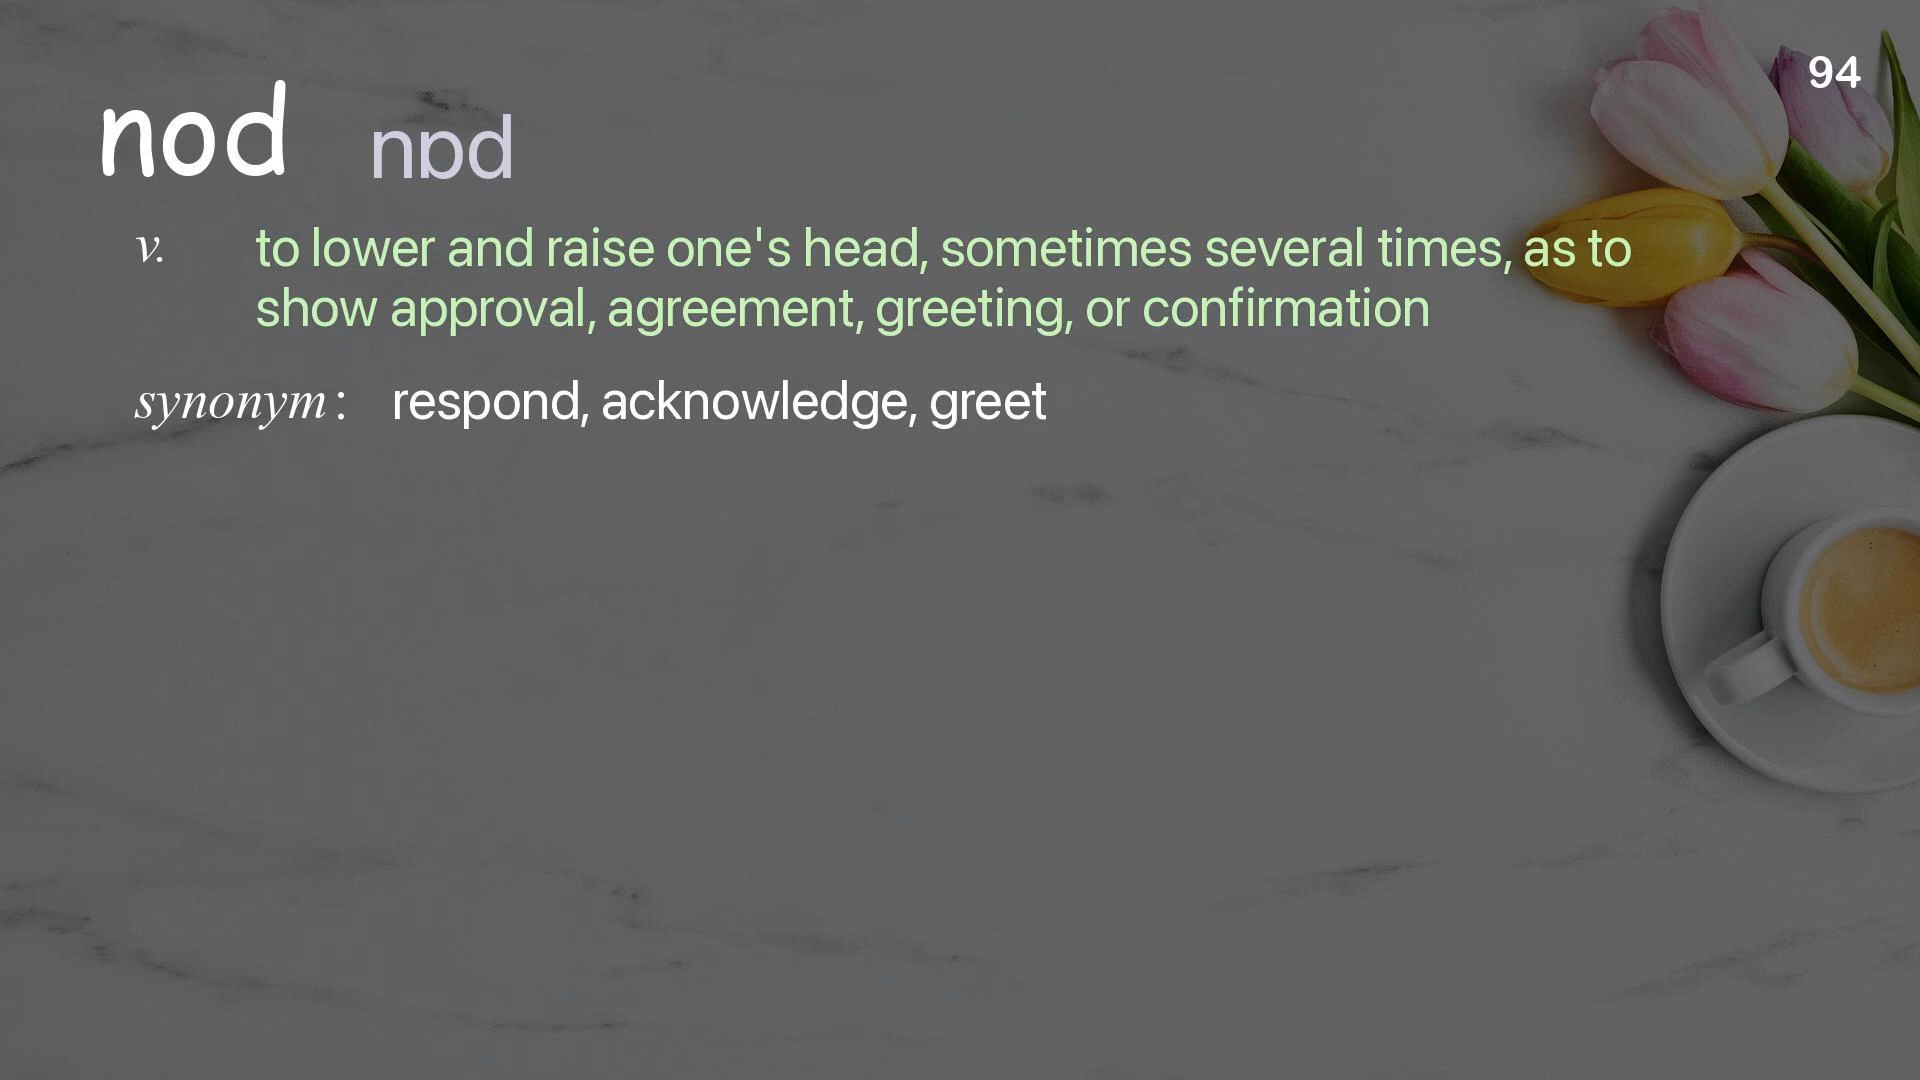 94
nod nɒd
v. to lower and raise one's head, sometimes several times, as to
show approval, agreement, greeting, or confirmation
synonym : respond, acknowledge, greet